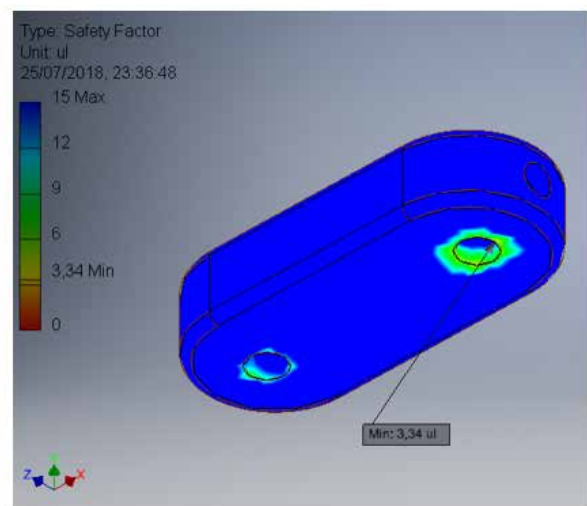 Type: Safety Factor
Unit: ul
25/07/2018, 23:36:48
15 Max
12
9
6
3,34 Min
0
Min: 3,34 ul
Y
Z
X